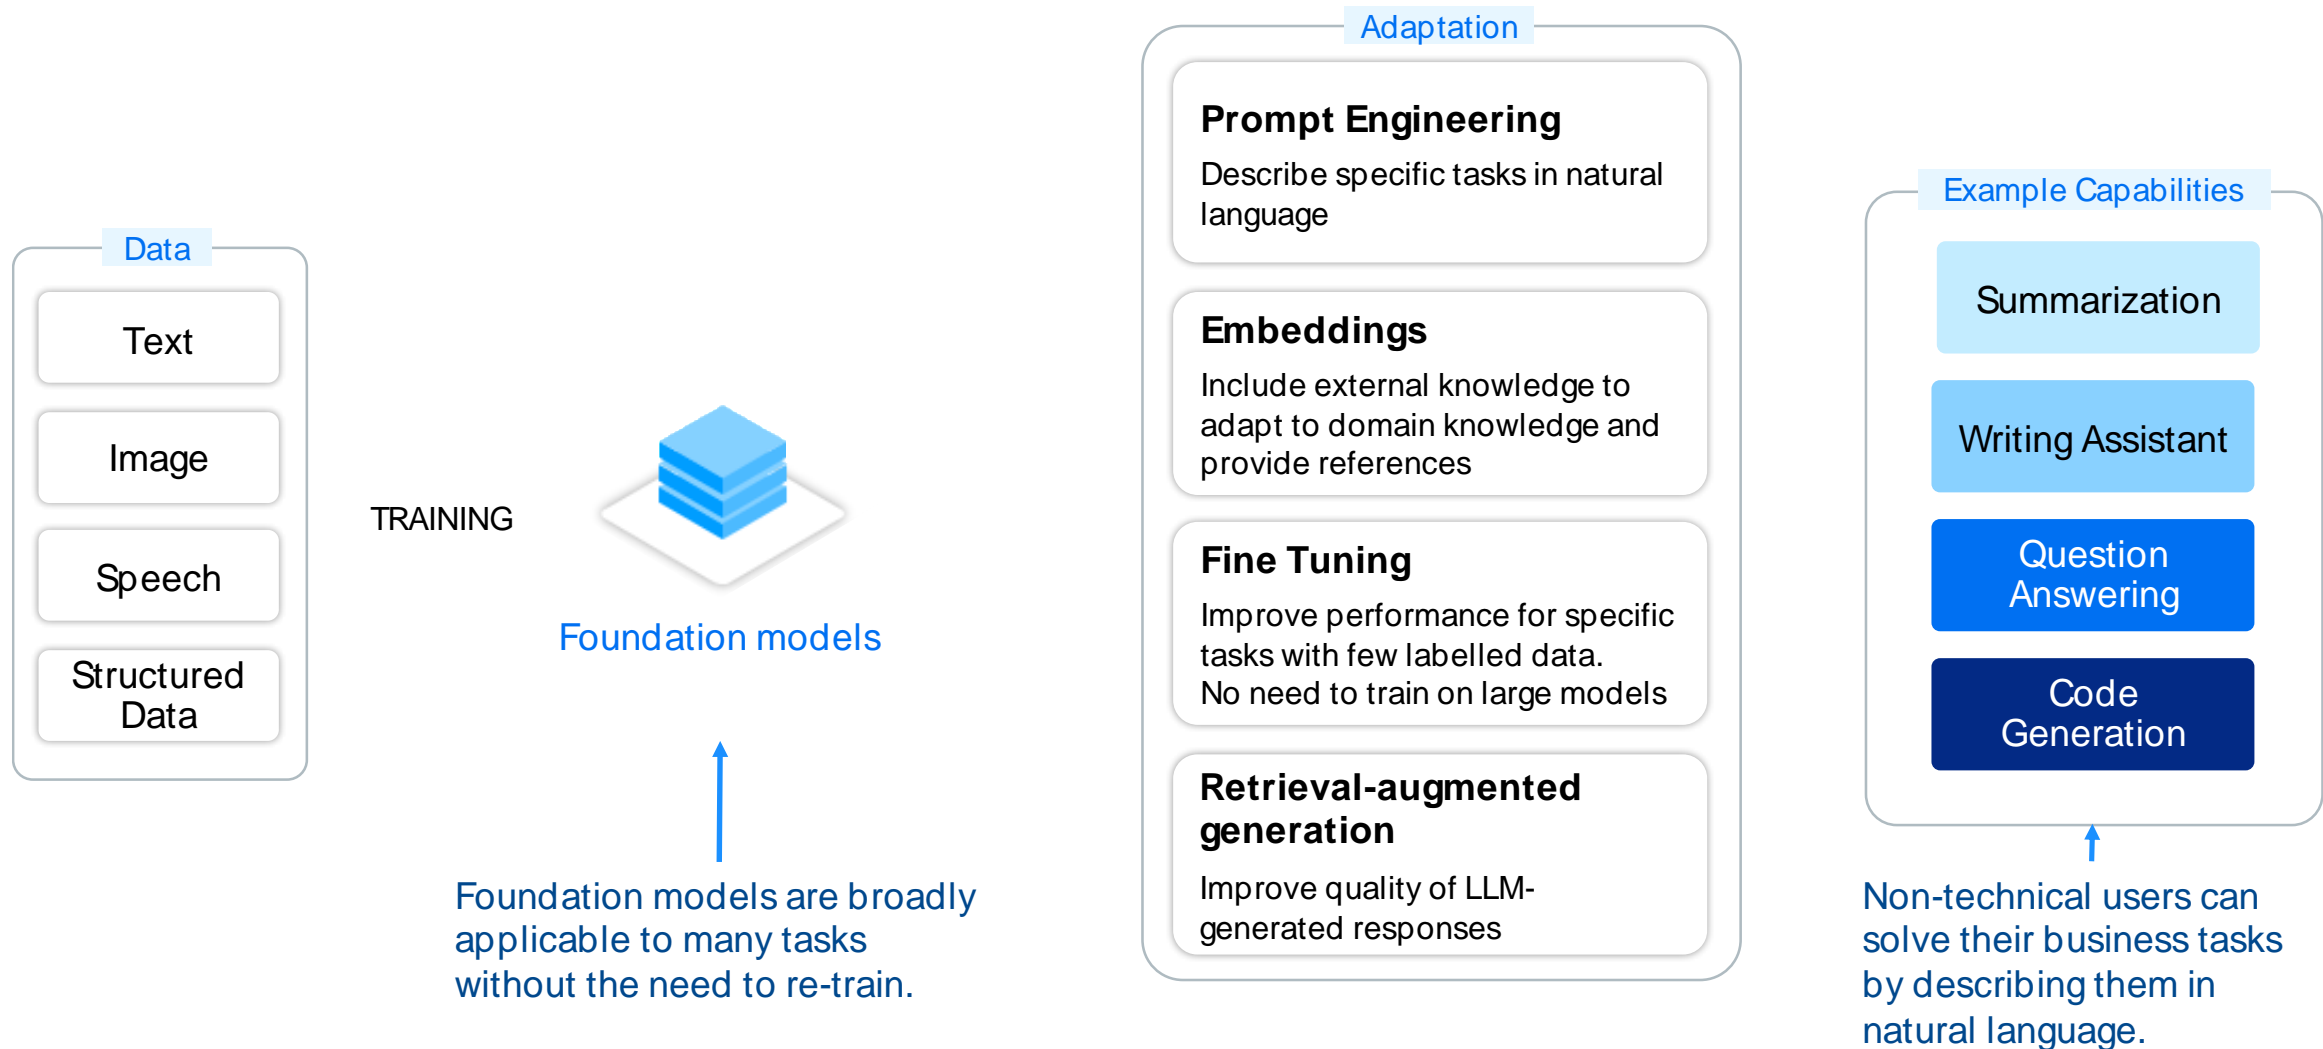 Data
Text
Image
Speech
Structured
Data
TRAINING
Foundation models
Foundation models are broadly
applicable to many tasks
without the need to re-train.
Adaptation
Prompt Engineering
Describe specific tasks in natural
language
Embeddings
Include external knowledge to
adapt to domain knowledge and
provide references
Fine Tuning
Improve performance for specific
tasks with few labelled data.
No need to train on large models
Retrieval-augmented
generation
Improve quality of LLM-
generated responses
Example Capabilities
Summarization
Writing Assistant
Question
Answering
Code
Generation
Non-technical users can
solve their business tasks
by describing them in
natural language.